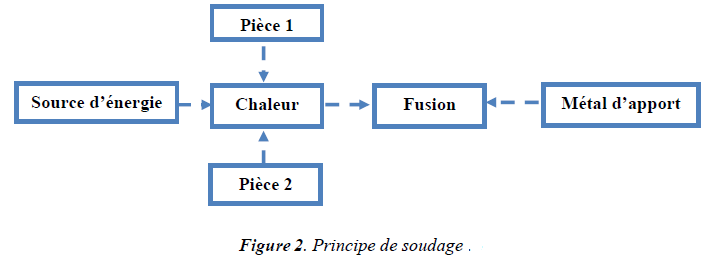 Pièce 1
Source d'énergie
Chaleur
Fusion
Métal d'apport
Pièce 2
Figure 2. Principe de soudage .